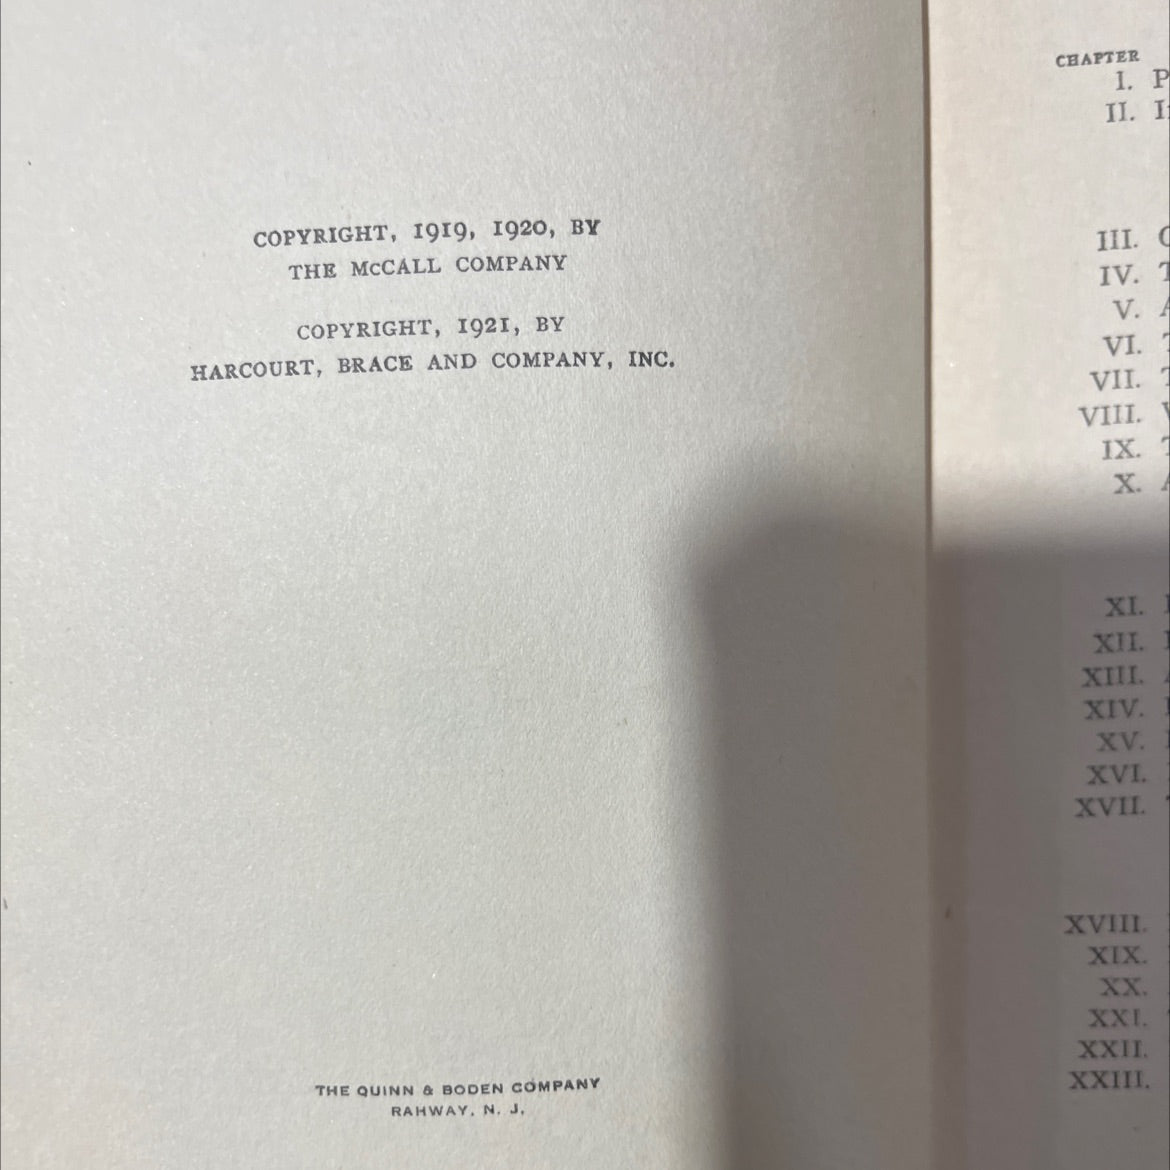 COPYRIGHT, 1919, 1920, BY
THE McCALL COMPANY
COPYRIGHT, 1921, BY
HARCOURT, BRACE AND COMPANY, INC.
THE QUINN & BODEN COMPANY
RAHWAY, N. J.
CHAPTER
I. P
II.
III.
IV. T
V. A
VI. T
VII. T
VIII. V
IX. T
X. A
XI.
XII.
XIII.
XIV.
XV.
XVI.
XVII.
XVIII.
XIX.
XX.
XXI.
XXII.
XXIII.